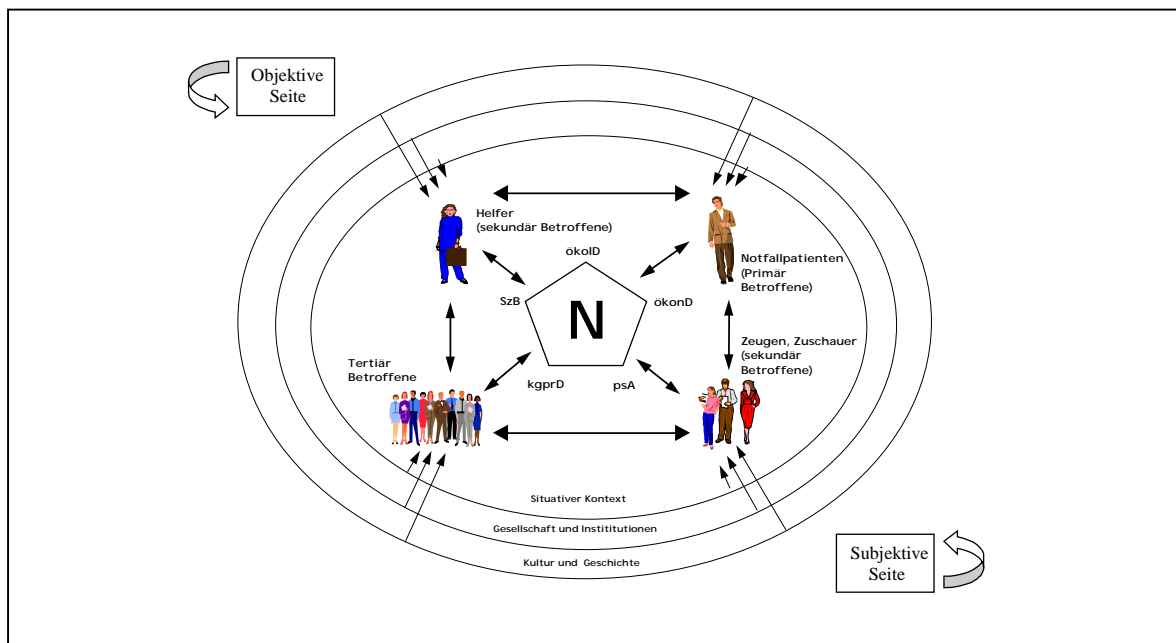 Objektive
Seite
Helfer
(sekundär Betroffene)
ökolD
Notfallpatienten
(Primär
Betroffene)
SzB
N
ökonD
Zeugen, Zuschauer
(sekundär
Betroffene)
Tertiär
Betroffene
kgprD
psA
Situativer Kontext
Gesellschaft und Instititutionen
Kultur und Geschichte
Subjektive
Seite